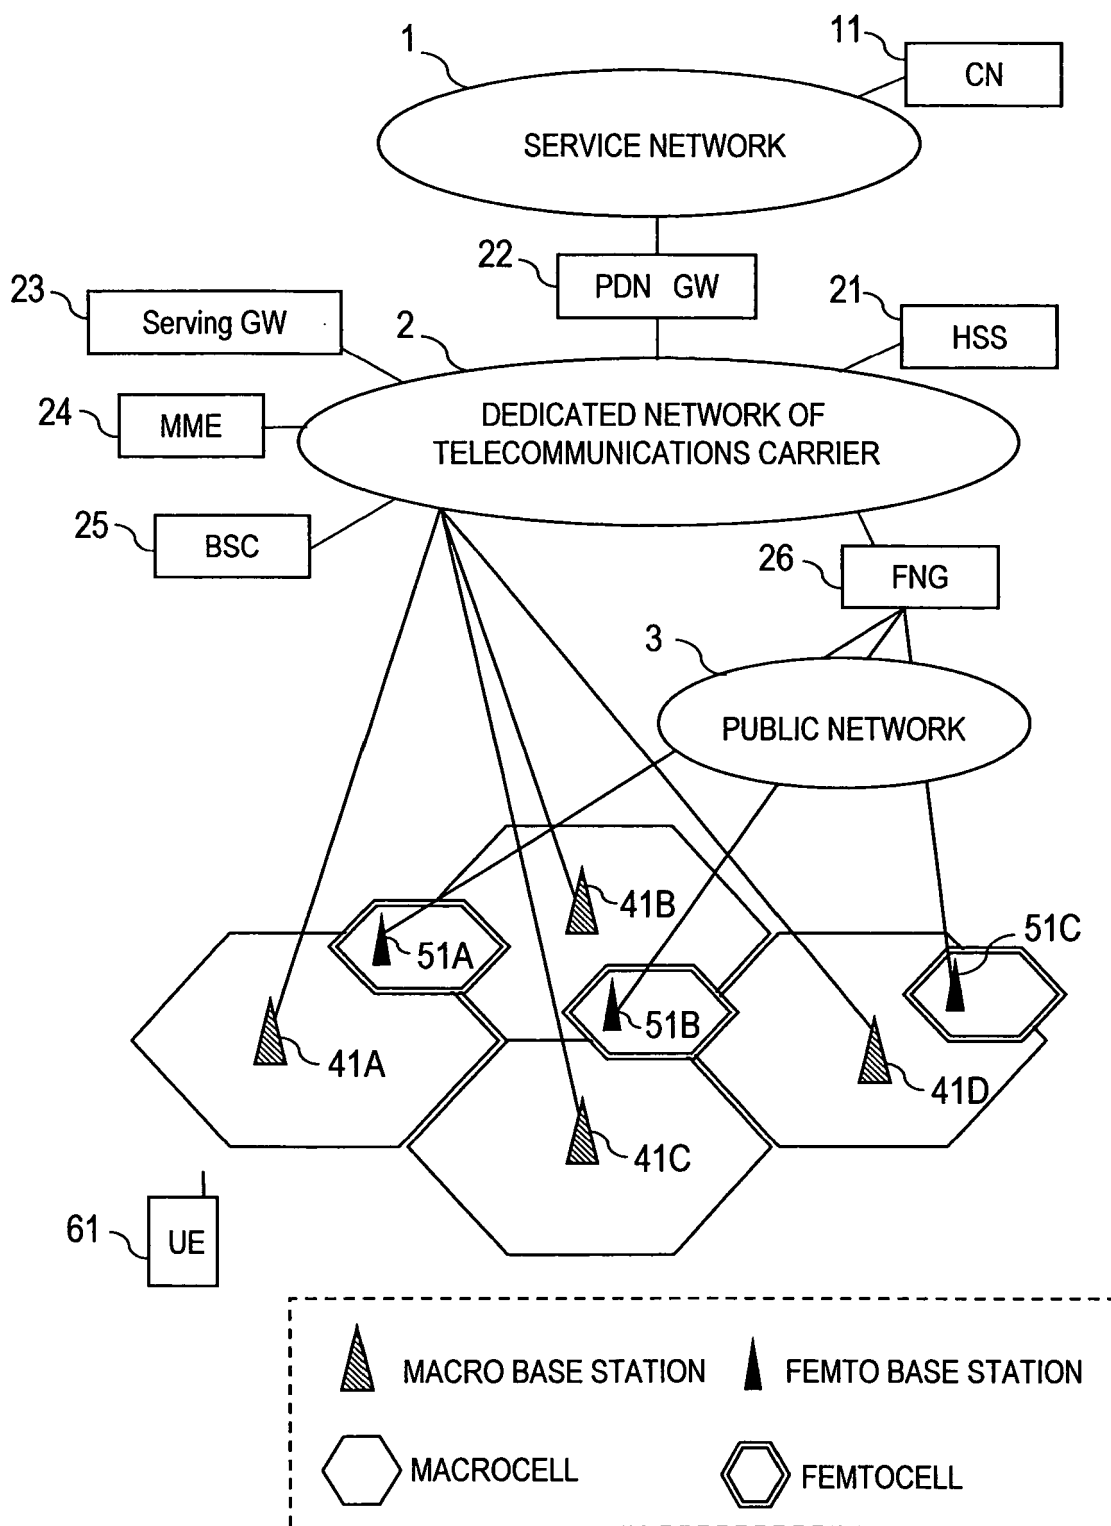 1
11
CN
SERVICE NETWORK
22
PDN GW
23
Serving GW
2
21
HSS
24
MME
DEDICATED NETWORK OF
TELECOMMUNICATIONS CARRIER
25
BSC
26
FNG
3
PUBLIC NETWORK
41B
51A
51C
51B
41A
41D
41C
61
UE
MACRO BASE STATION
FEMTO BASE STATION
MACROCELL
FEMTOCELL